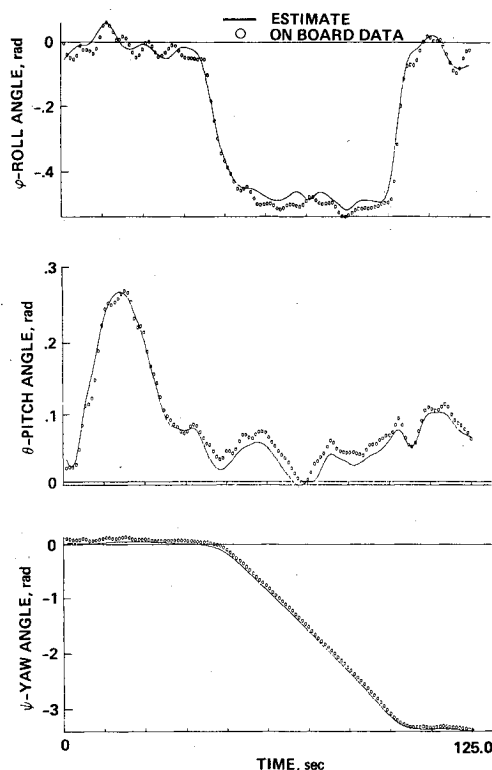 ESTIMATE
ON BOARD DATA
φ-ROLL ANGLE, rad
0
-.2
-.4
θ-PITCH ANGLE, rad
.3
.2
0.1
0
ψ-YAW ANGLE, rad
0
-1
-2
-3
0
125.0
TIME, sec